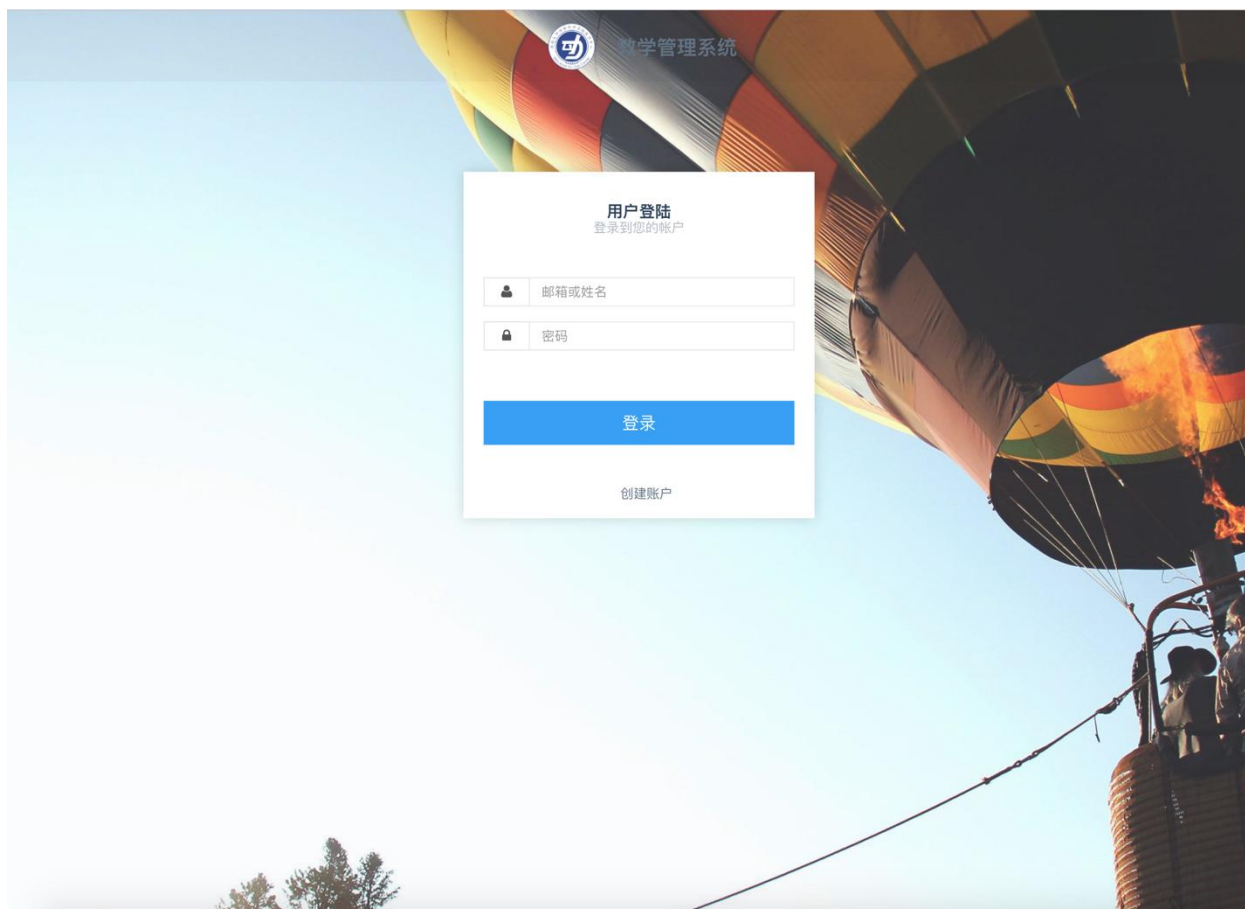 教学管理系统
用户登陆
登录到您的帐户
邮箱或姓名
密码
登录
创建账户